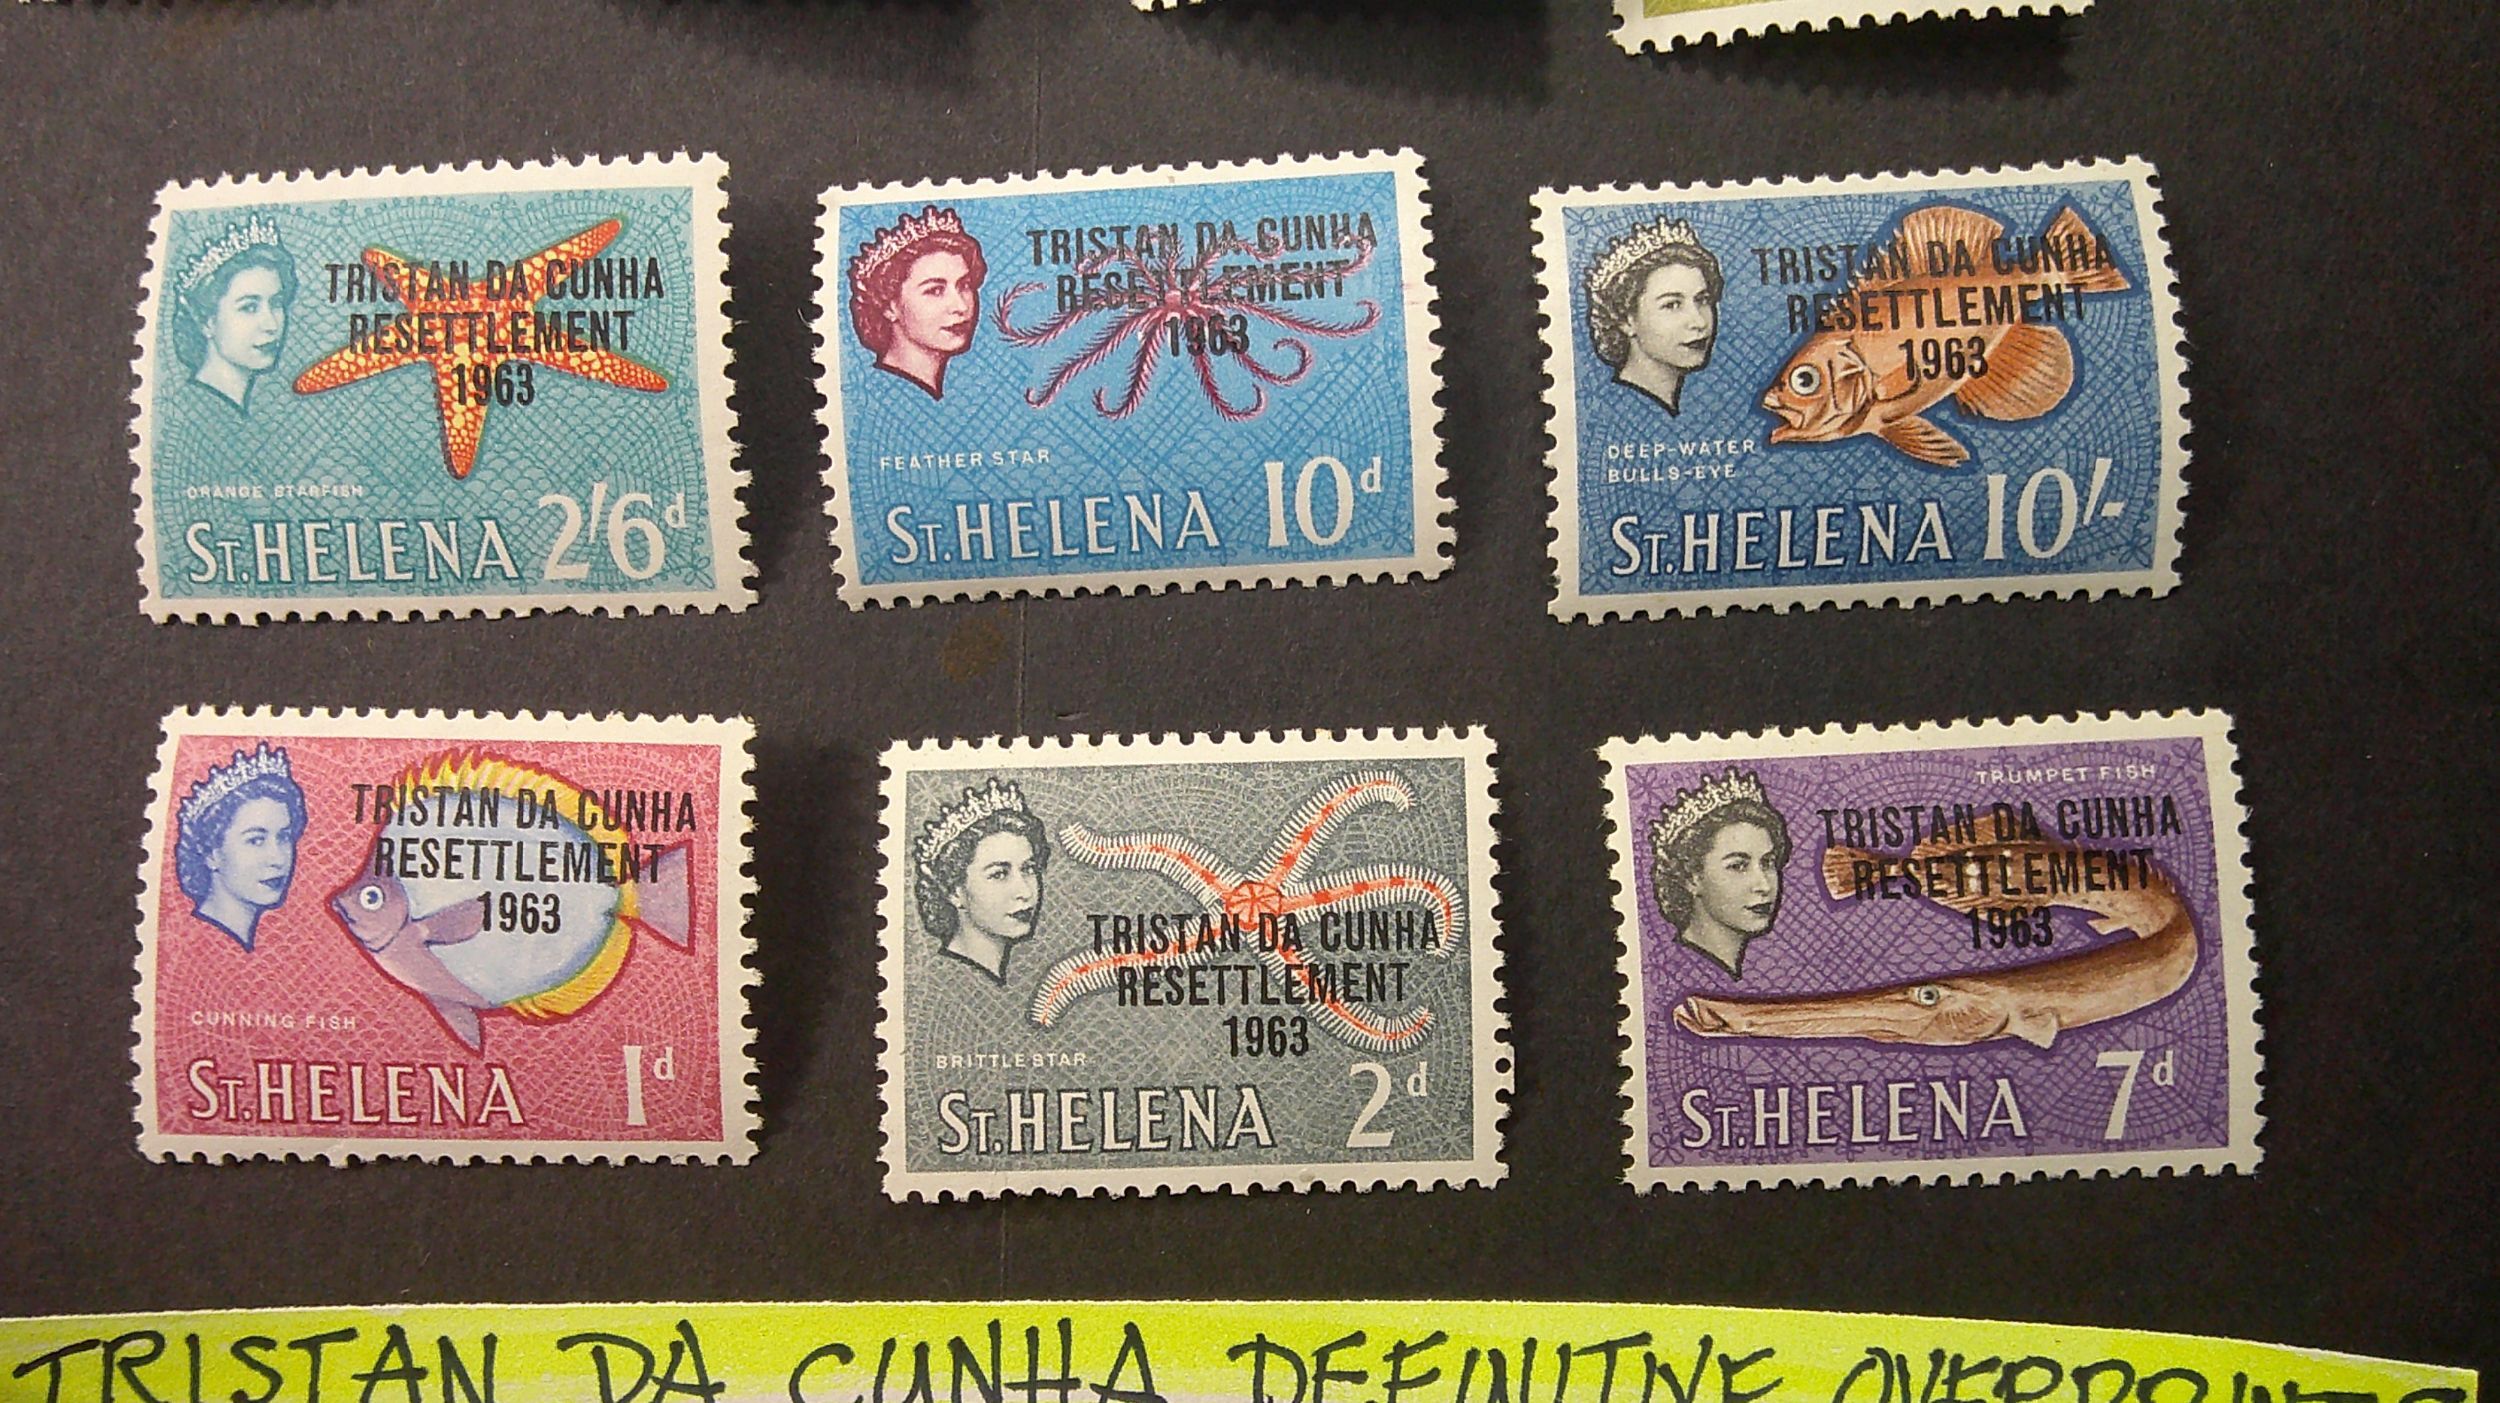 TRISTAN DA CUNHA
RESETTLEMENT
1963
ORANGE STARFISH
ST. HELENA 2/6d
TRISTAN DA CUNHA
RESETTLEMENT
1963
FEATHER STAR
ST. HELENA 10d
TRISTAN DA CUNHA
RESETTLEMENT
1963
DEEP-WATER
BULLS-EYE
ST. HELENA 10/-
TRISTAN DA CUNHA
RESETTLEMENT
1963
CUNNING FISH
ST. HELENA 1d
TRISTAN DA CUNHA
RESETTLEMENT
1963
BRITTLE STAR
ST. HELENA 2d
TRUMPET FISH
TRISTAN DA CUNHA
RESETTLEMENT
1963
ST. HELENA 7d
TRISTAN DA CUNHA DEFINITIVE OVERPRINTS